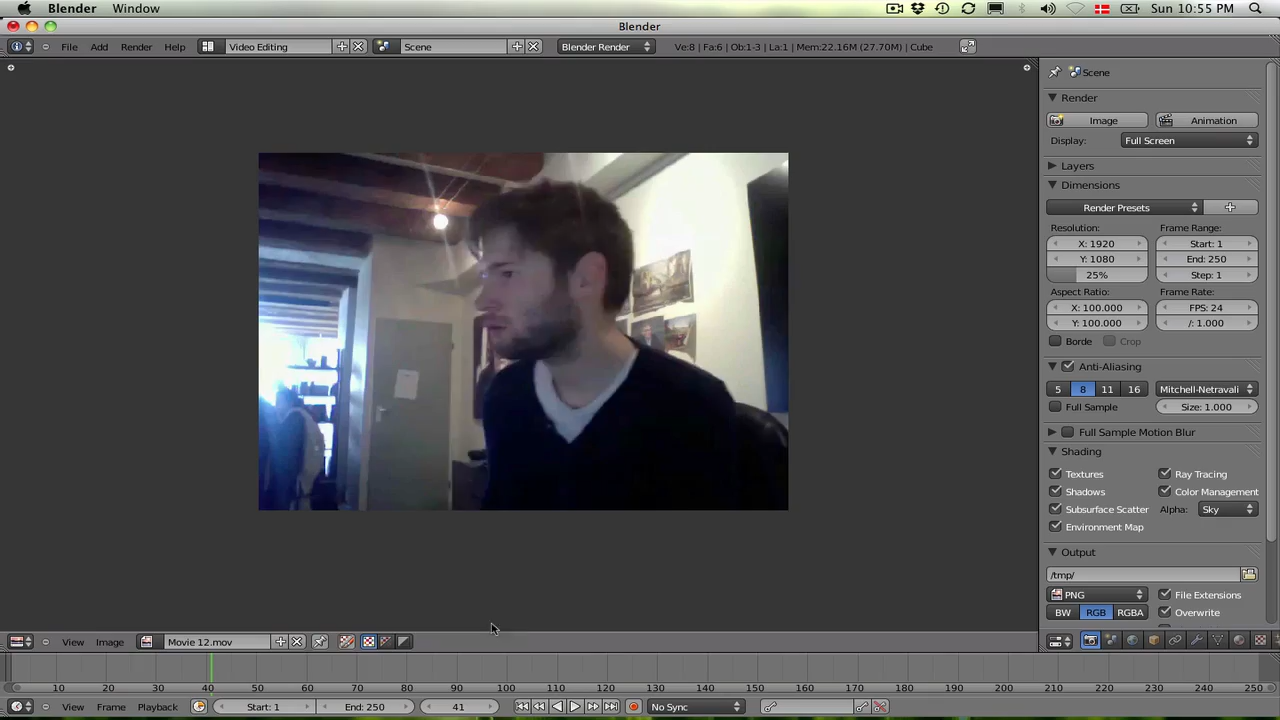 Blender Window Sun 10:55 PM
Blender
File Add Render Help Video Editing Scene Blender Render Ve:8 | Fa:6 | Ob:1-3 | La:1 | Mem:22.16M (27.70M) | Cube
Scene
Render
Image Animation
Display: Full Screen
Layers
Dimensions
Render Presets
Resolution: Frame Range:
X: 1920 Start: 1
Y: 1080 End: 250
25% Step: 1
Aspect Ratio: Frame Rate:
X: 100.000 FPS: 24
Y: 100.000 /: 1.000
Borde Crop
Anti-Aliasing
5 8 11 16 Mitchell-Netravali
Full Sample Size: 1.000
Full Sample Motion Blur
Shading
Textures Ray Tracing
Shadows Color Management
Subsurface Scatter Alpha: Sky
Environment Map
Output
/tmp/
PNG File Extensions
BW RGB RGBA Overwrite
View Image Movie 12.mov
10 20 30 40 50 60 70 80 90 100 110 120 130 140 150 160 170 180 190 200 210 220 230 240 250
View Frame Playback Start: 1 End: 250 41 No Sync